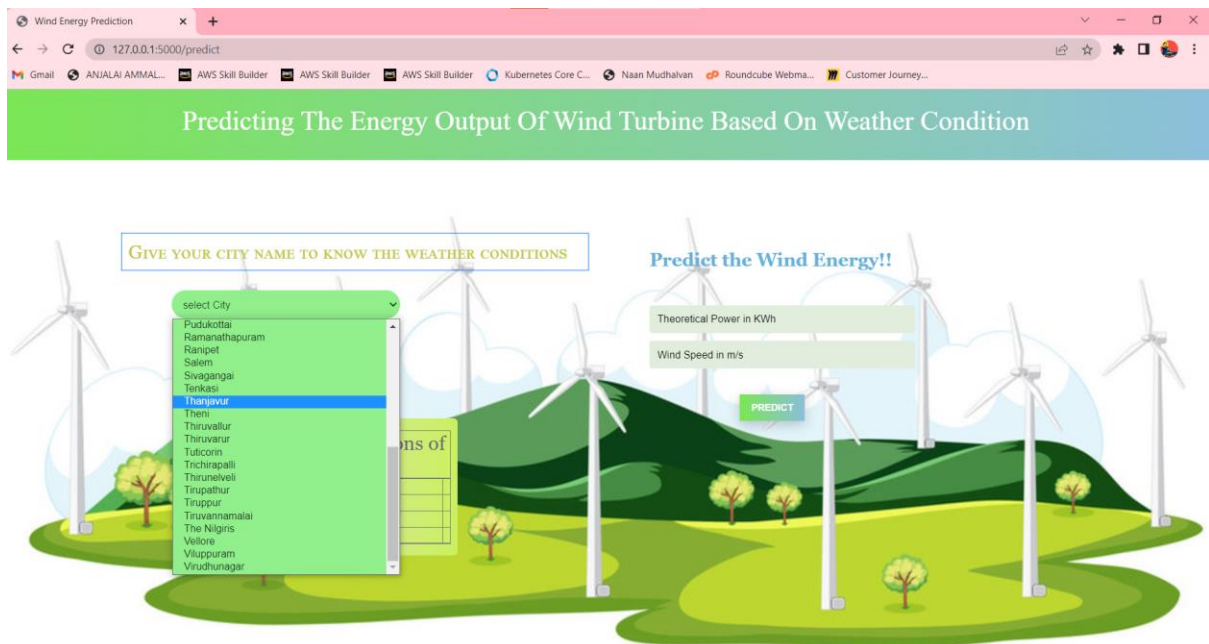 Wind Energy Prediction
127.0.0.1:5000/predict
Gmail ANJALAI AMMAL... AWS Skill Builder AWS Skill Builder AWS Skill Builder Kubernetes Core C... Naan Mudhalvan Roundcube Webma... Customer Journey...
Predicting The Energy Output Of Wind Turbine Based On Weather Condition
GIVE YOUR CITY NAME TO KNOW THE WEATHER CONDITIONS
select City
Pudukottai
Ramanathapuram
Ranipet
Salem
Sivagangai
Tenkasi
Thanjavur
Theni
Thiruvallur
Thiruvarur
Tuticorin
Trichirapalli
Thirunelveli
Tirupathur
Tiruppur
Tiruvannamalai
The Nilgiris
Vellore
Viluppuram
Virudhunagar
ons of
Predict the Wind Energy!!
Theoretical Power in KWh
Wind Speed in m/s
PREDICT